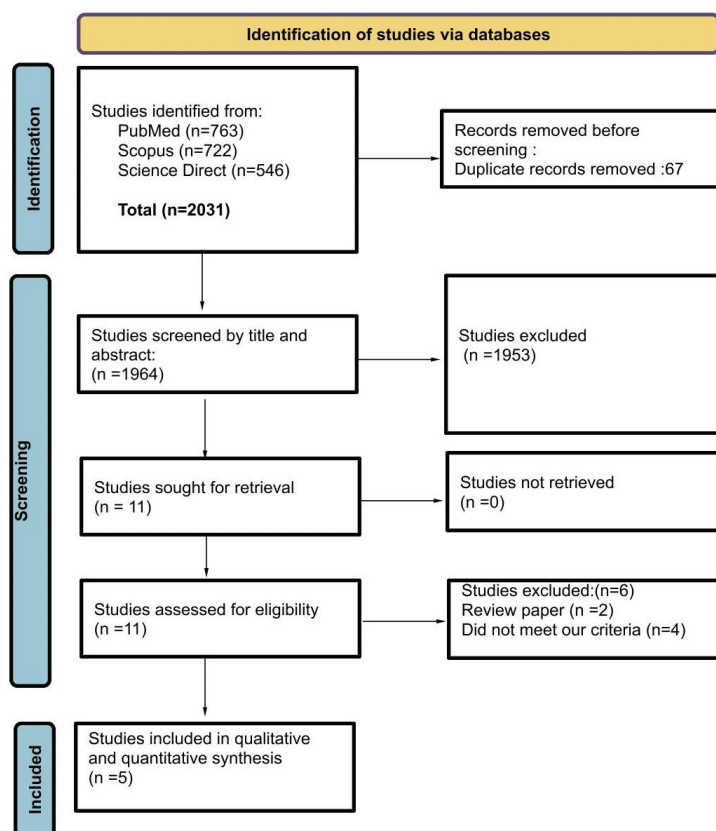 Identification of studies via databases
Identification
Studies identified from:
PubMed (n=763)
Scopus (n=722)
Science Direct (n=546)
Total (n=2031)
Records removed before
screening :
Duplicate records removed :67
Screening
Studies screened by title and
abstract:
(n =1964)
Studies excluded
(n =1953)
Studies sought for retrieval
(n = 11)
Studies not retrieved
(n =0)
Studies assessed for eligibility
(n =11)
Studies excluded:(n=6)
Review paper (n =2)
Did not meet our criteria (n=4)
Included
Studies included in qualitative
and quantitative synthesis
(n =5)